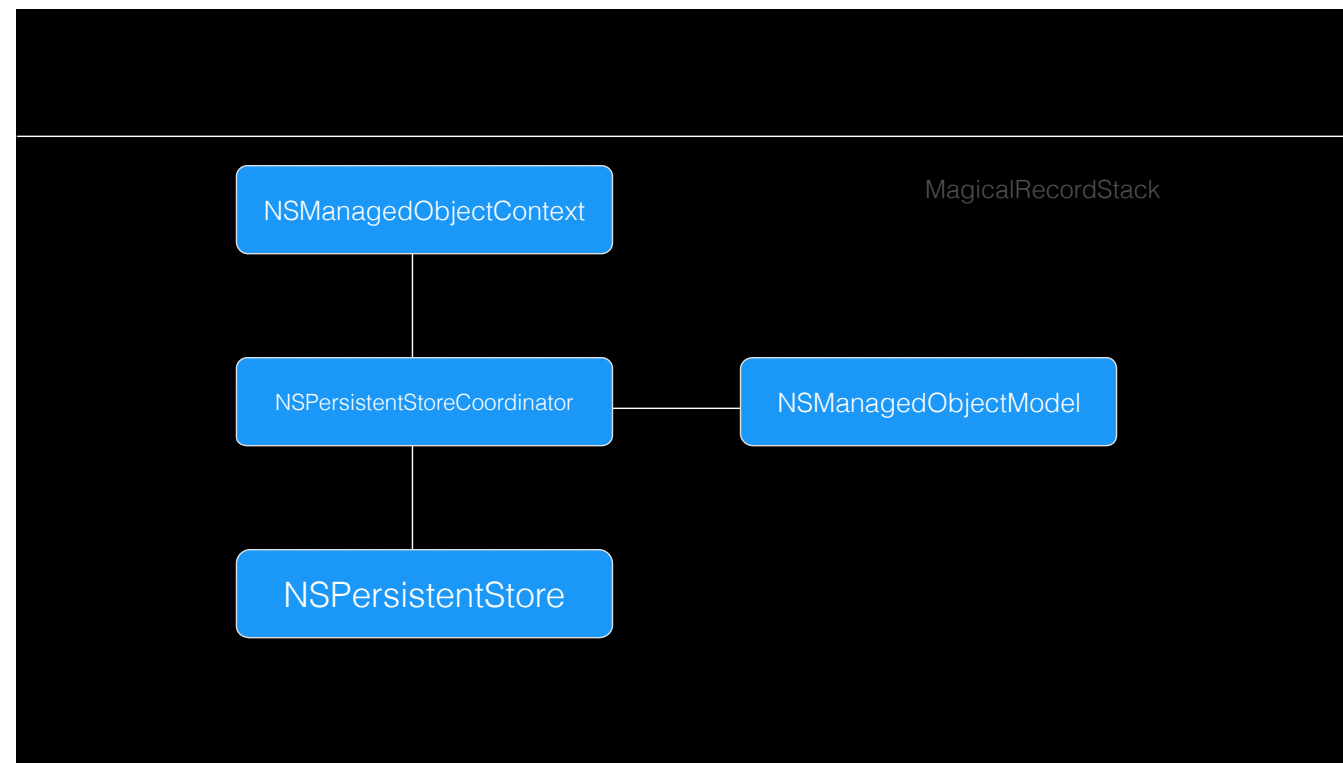 MagicalRecordStack
NSManagedObjectContext
NSPersistentStoreCoordinator
NSManagedObjectModel
NSPersistentStore